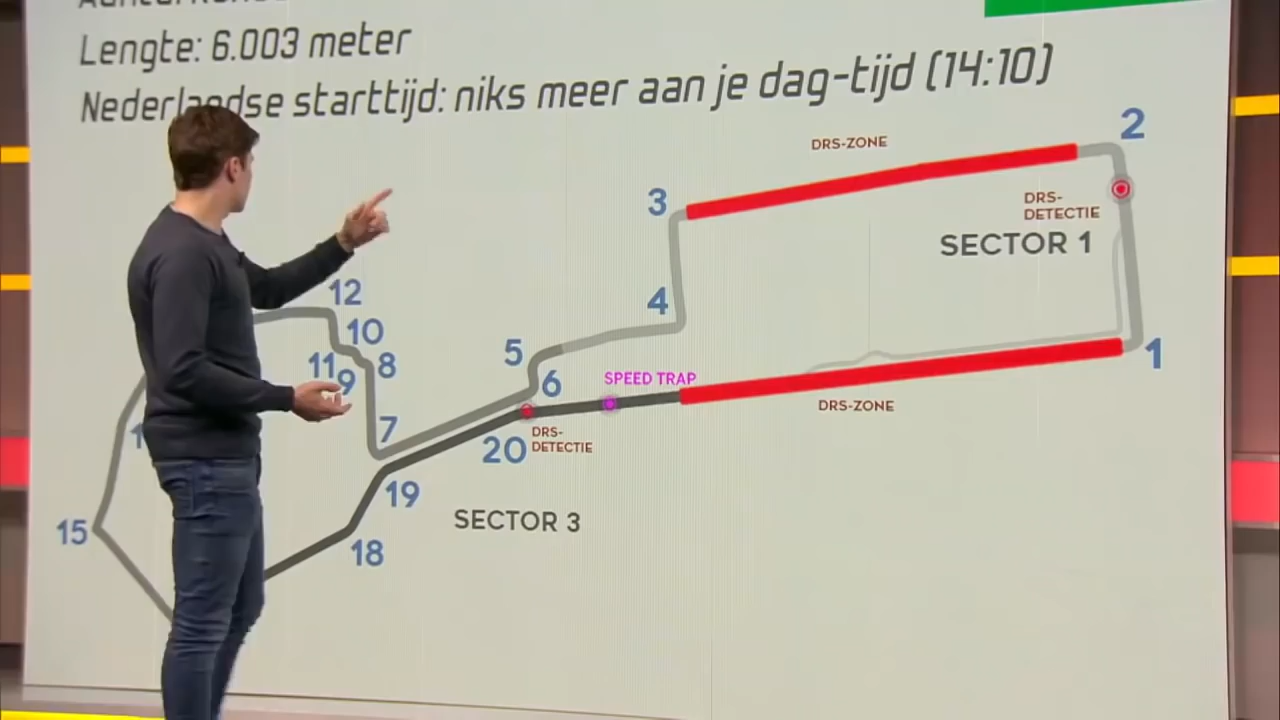 Lengte: 6.003 meter
Nederlandse starttijd: niks meer aan je dag-tijd (14:10)
2
DRS-ZONE
3
DRS-
DETECTIE
SECTOR 1
12
4
10
5
1
11
8
9
6
SPEED TRAP
DRS-ZONE
7
20
DRS-
DETECTIE
19
15
SECTOR 3
18